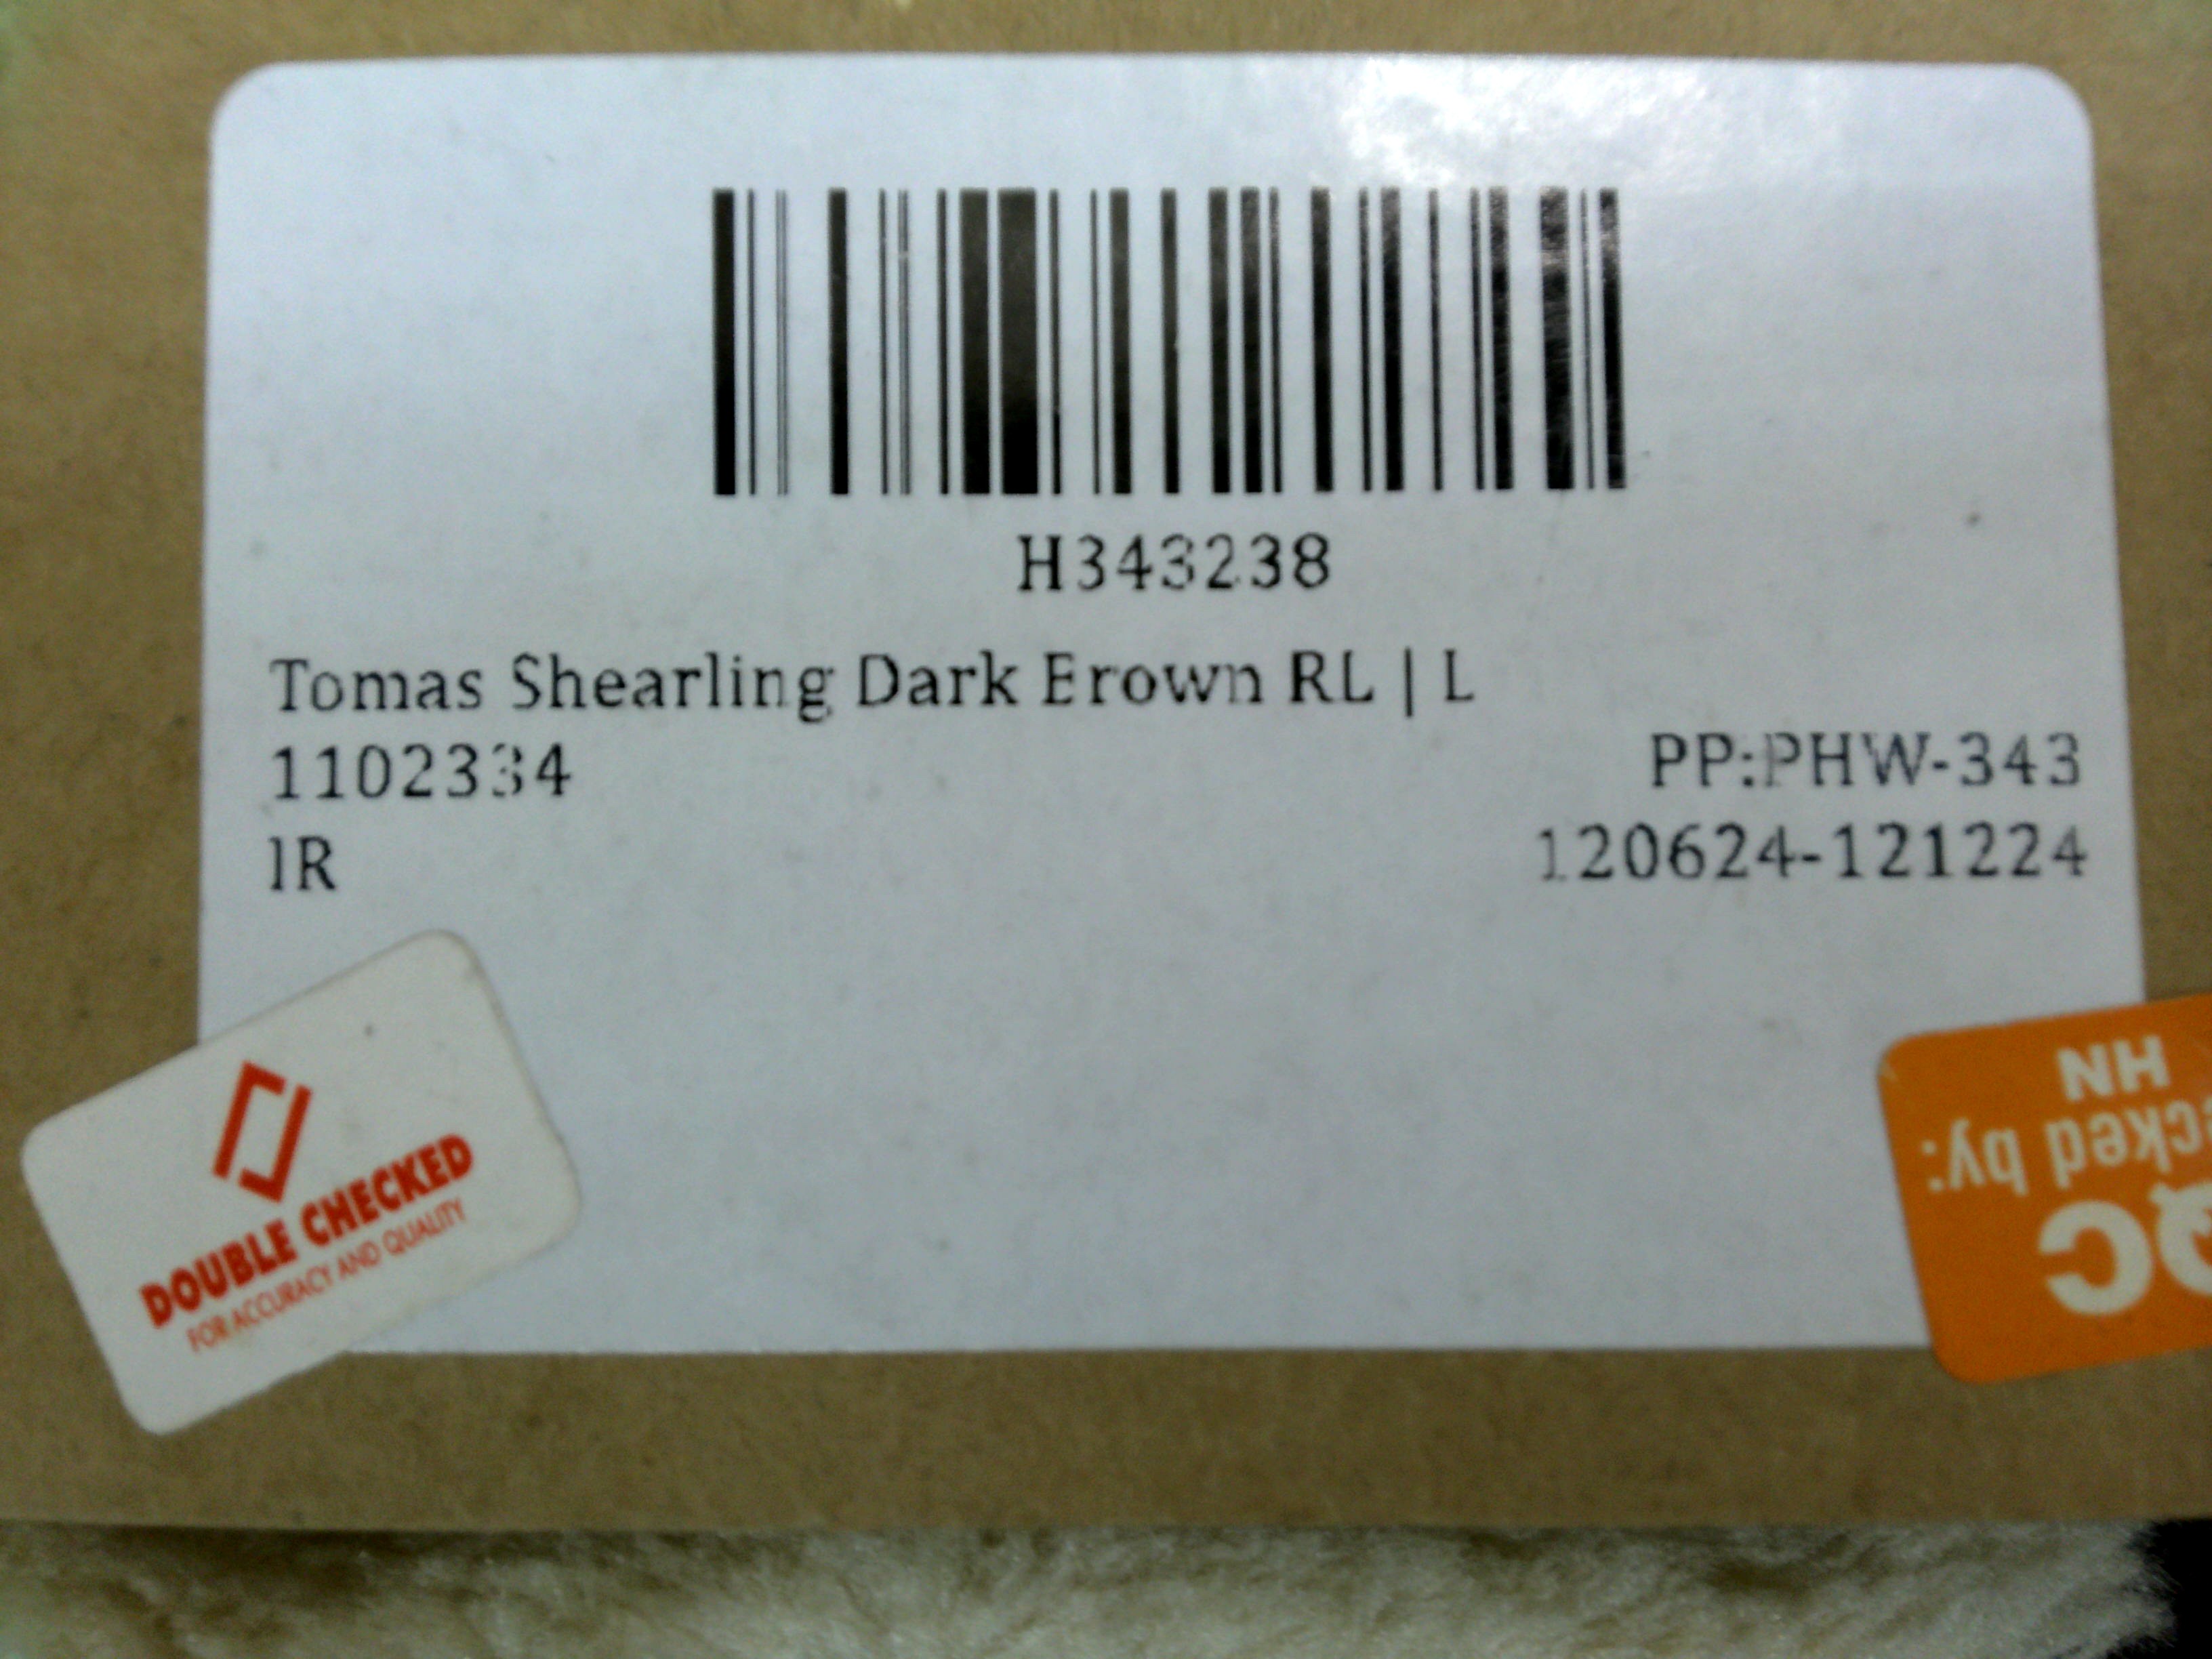 H343238
Tomas Shearling Dark Brown RL | L
1102334
PP:PHW-343
IR
120624-121224
DOUBLE CHECKED
FOR ACCURACY AND QUALITY
QC
cked by:
HN